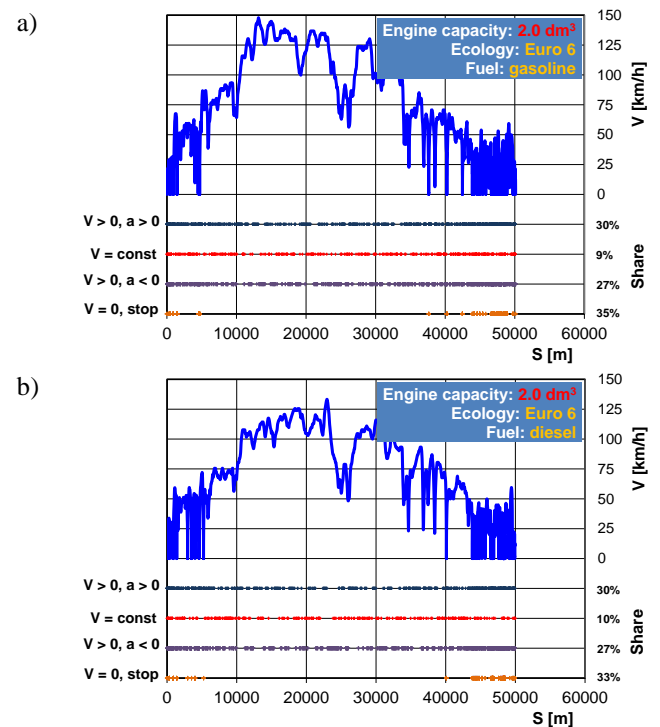 a)
Engine capacity: 2.0 dm³
Ecology: Euro 6
Fuel: gasoline
150
125
100
75
50
25
0
V [km/h]
V > 0, a > 0
30%
V = const
9%
V > 0, a < 0
27%
V = 0, stop
35%
Share
0 10000 20000 30000 40000 50000 60000
S [m]
b)
Engine capacity: 2.0 dm³
Ecology: Euro 6
Fuel: diesel
150
125
100
75
50
25
0
V [km/h]
V > 0, a > 0
30%
V = const
10%
V > 0, a < 0
27%
V = 0, stop
33%
Share
0 10000 20000 30000 40000 50000 60000
S [m]